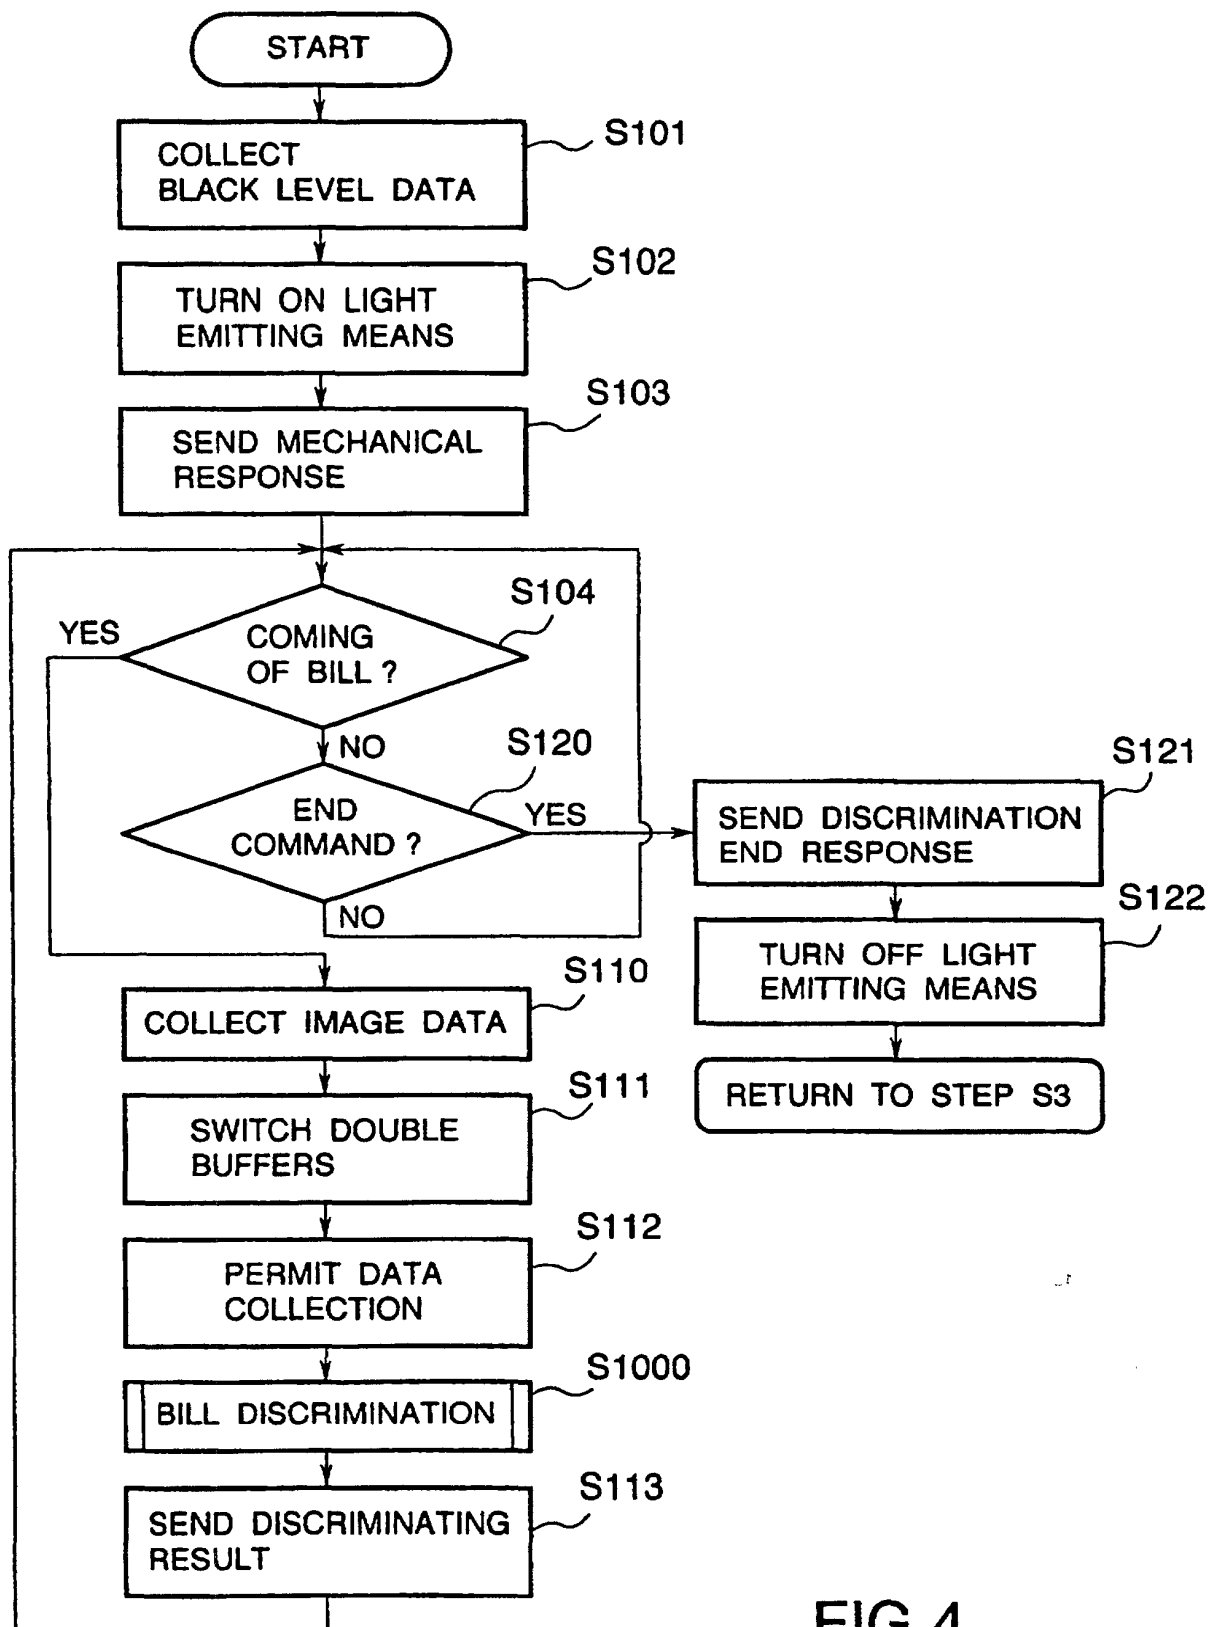 START
S101
COLLECT
BLACK LEVEL DATA
S102
TURN ON LIGHT
EMITTING MEANS
S103
SEND MECHANICAL
RESPONSE
S104
YES
COMING
OF BILL ?
NO
S120
END
COMMAND ?
YES
NO
S121
SEND DISCRIMINATION
END RESPONSE
S122
TURN OFF LIGHT
EMITTING MEANS
RETURN TO STEP S3
S110
COLLECT IMAGE DATA
S111
SWITCH DOUBLE
BUFFERS
S112
PERMIT DATA
COLLECTION
S1000
BILL DISCRIMINATION
S113
SEND DISCRIMINATING
RESULT
FIG.4